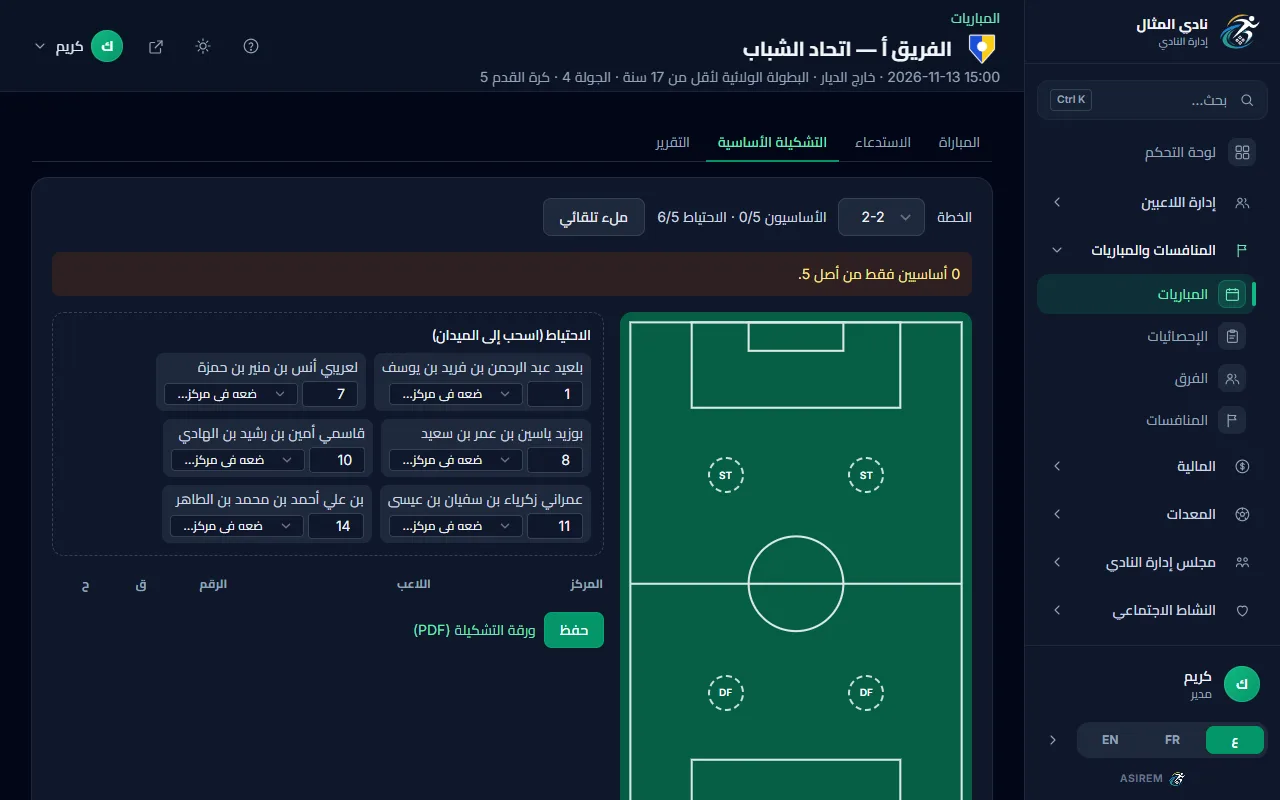 نادي المثال
إدارة النادي
بحث...
Ctrl K
لوحة التحكم
إدارة اللاعبين
المنافسات والمباريات
المباريات
الإحصائيات
الفرق
المنافسات
المالية
المعدات
مجلس إدارة النادي
النشاط الاجتماعي
ك
كريم
مدير
ع
FR
EN
ASIREM
المباريات
الفريق أ — اتحاد الشباب
2026-11-13 15:00 · خارج الديار · البطولة الولائية لأقل من 17 سنة · الجولة 4 · كرة القدم 5
ك
كريم
المباراة
الاستدعاء
التشكيلة الأساسية
التقرير
الخطة
2-2
الأساسيون 0/5 · الاحتياط 6/5
ملء تلقائي
0 أساسيين فقط من أصل 5.
ST
ST
DF
DF
الاحتياط (اسحب إلى الميدان)
بلعيد عبد الرحمن بن فريد بن يوسف
1
ضعه في مركز...
لعريبي أنس بن منير بن حمزة
7
ضعه في مركز...
بوزيد ياسين بن عمر بن سعيد
8
ضعه في مركز...
قاسمي أمين بن رشيد بن الهادي
10
ضعه في مركز...
عمراني زكرياء بن سفيان بن عيسى
11
ضعه في مركز...
بن علي أحمد بن محمد بن الطاهر
14
ضعه في مركز...
المركز
اللاعب
الرقم
ق
ح
حفظ
ورقة التشكيلة (PDF)